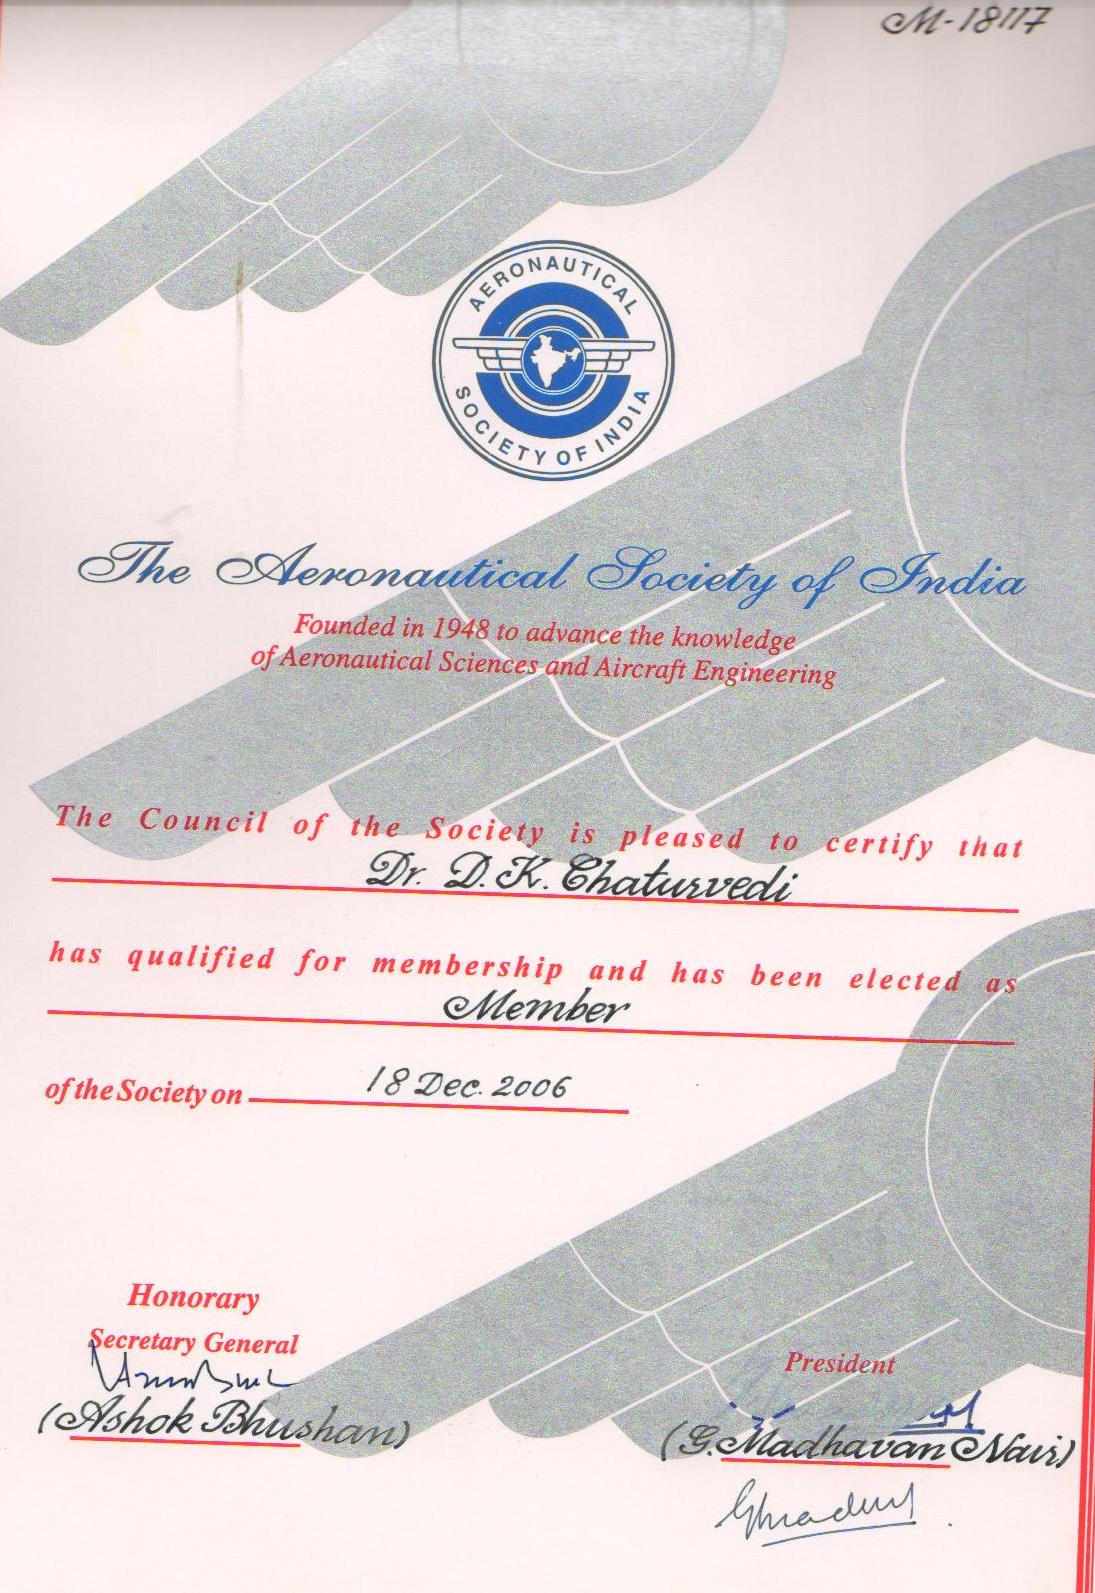 M-18117
AERONAUTICAL
SOCIETY OF INDIA
The Aeronautical Society of India
Founded in 1948 to advance the knowledge
of Aeronautical Sciences and Aircraft Engineering
The Council of the Society is pleased to certify that
Dr. D.K. Chaturvedi
has qualified for membership and has been elected as
Member
of the Society on 18 Dec. 2006
Honorary
Secretary General
(Ashok Bhushan)
President
(G. Madhavan Nair)